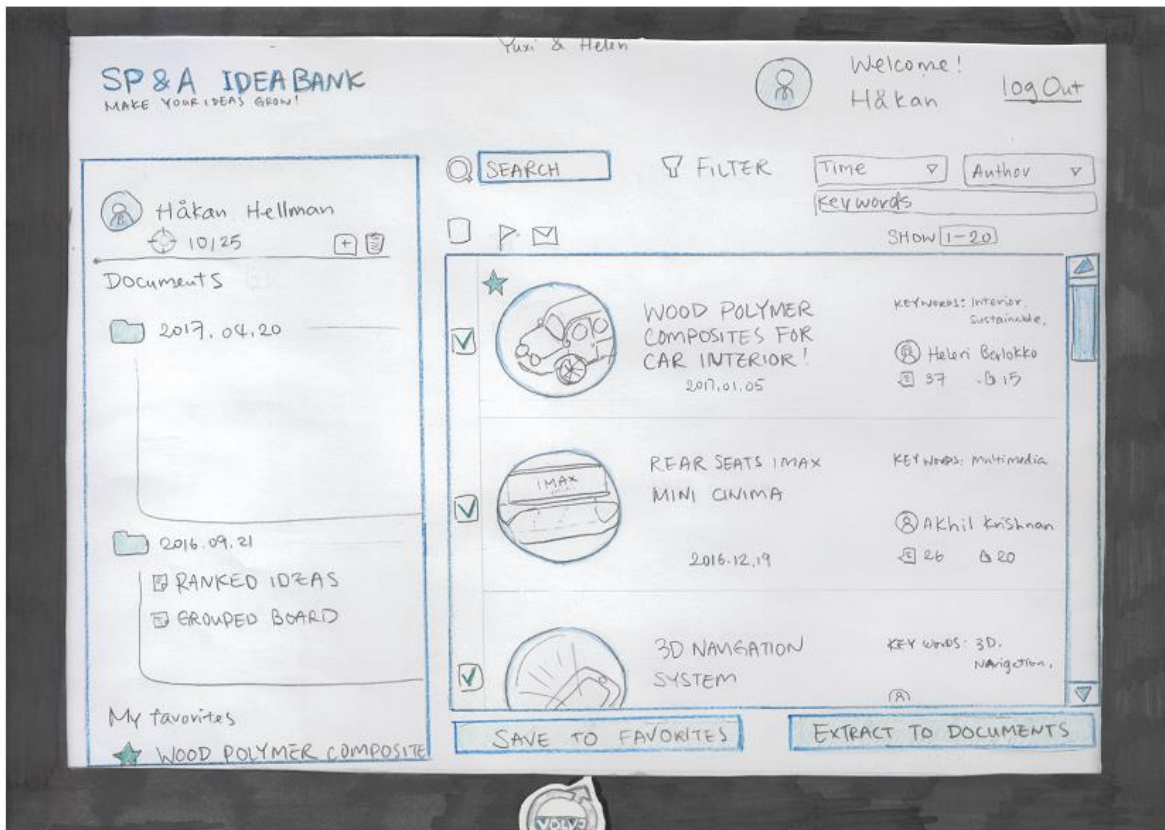 Yuxi & Helen
SP & A IDEABANK
MAKE YOUR IDEAS GROW!
Welcome!
Håkan
log Out
Håkan Hellman
10/25
Documents
2017.04.20
2016.09.21
RANKED IDEAS
GROUPED BOARD
My favorites
WOOD POLYMER COMPOSITE
SEARCH
FILTER
Time
Author
Keywords
SHOW 1-20
WOOD POLYMER
COMPOSITES FOR
CAR INTERIOR!
2017.01.05
KEYWORDS: Interior.
Sustainable,
Heleri
37 15
IMAX
REAR SEATS IMAX
MINI CINIMA
2016.12.19
KEYWORDS: Multimedia
Akhil Krishnan
26 20
3D NAVIGATION
SYSTEM
KEY WORDS: 3D.
Navigation,
SAVE TO FAVORITES
EXTRACT TO DOCUMENTS
VOLVO